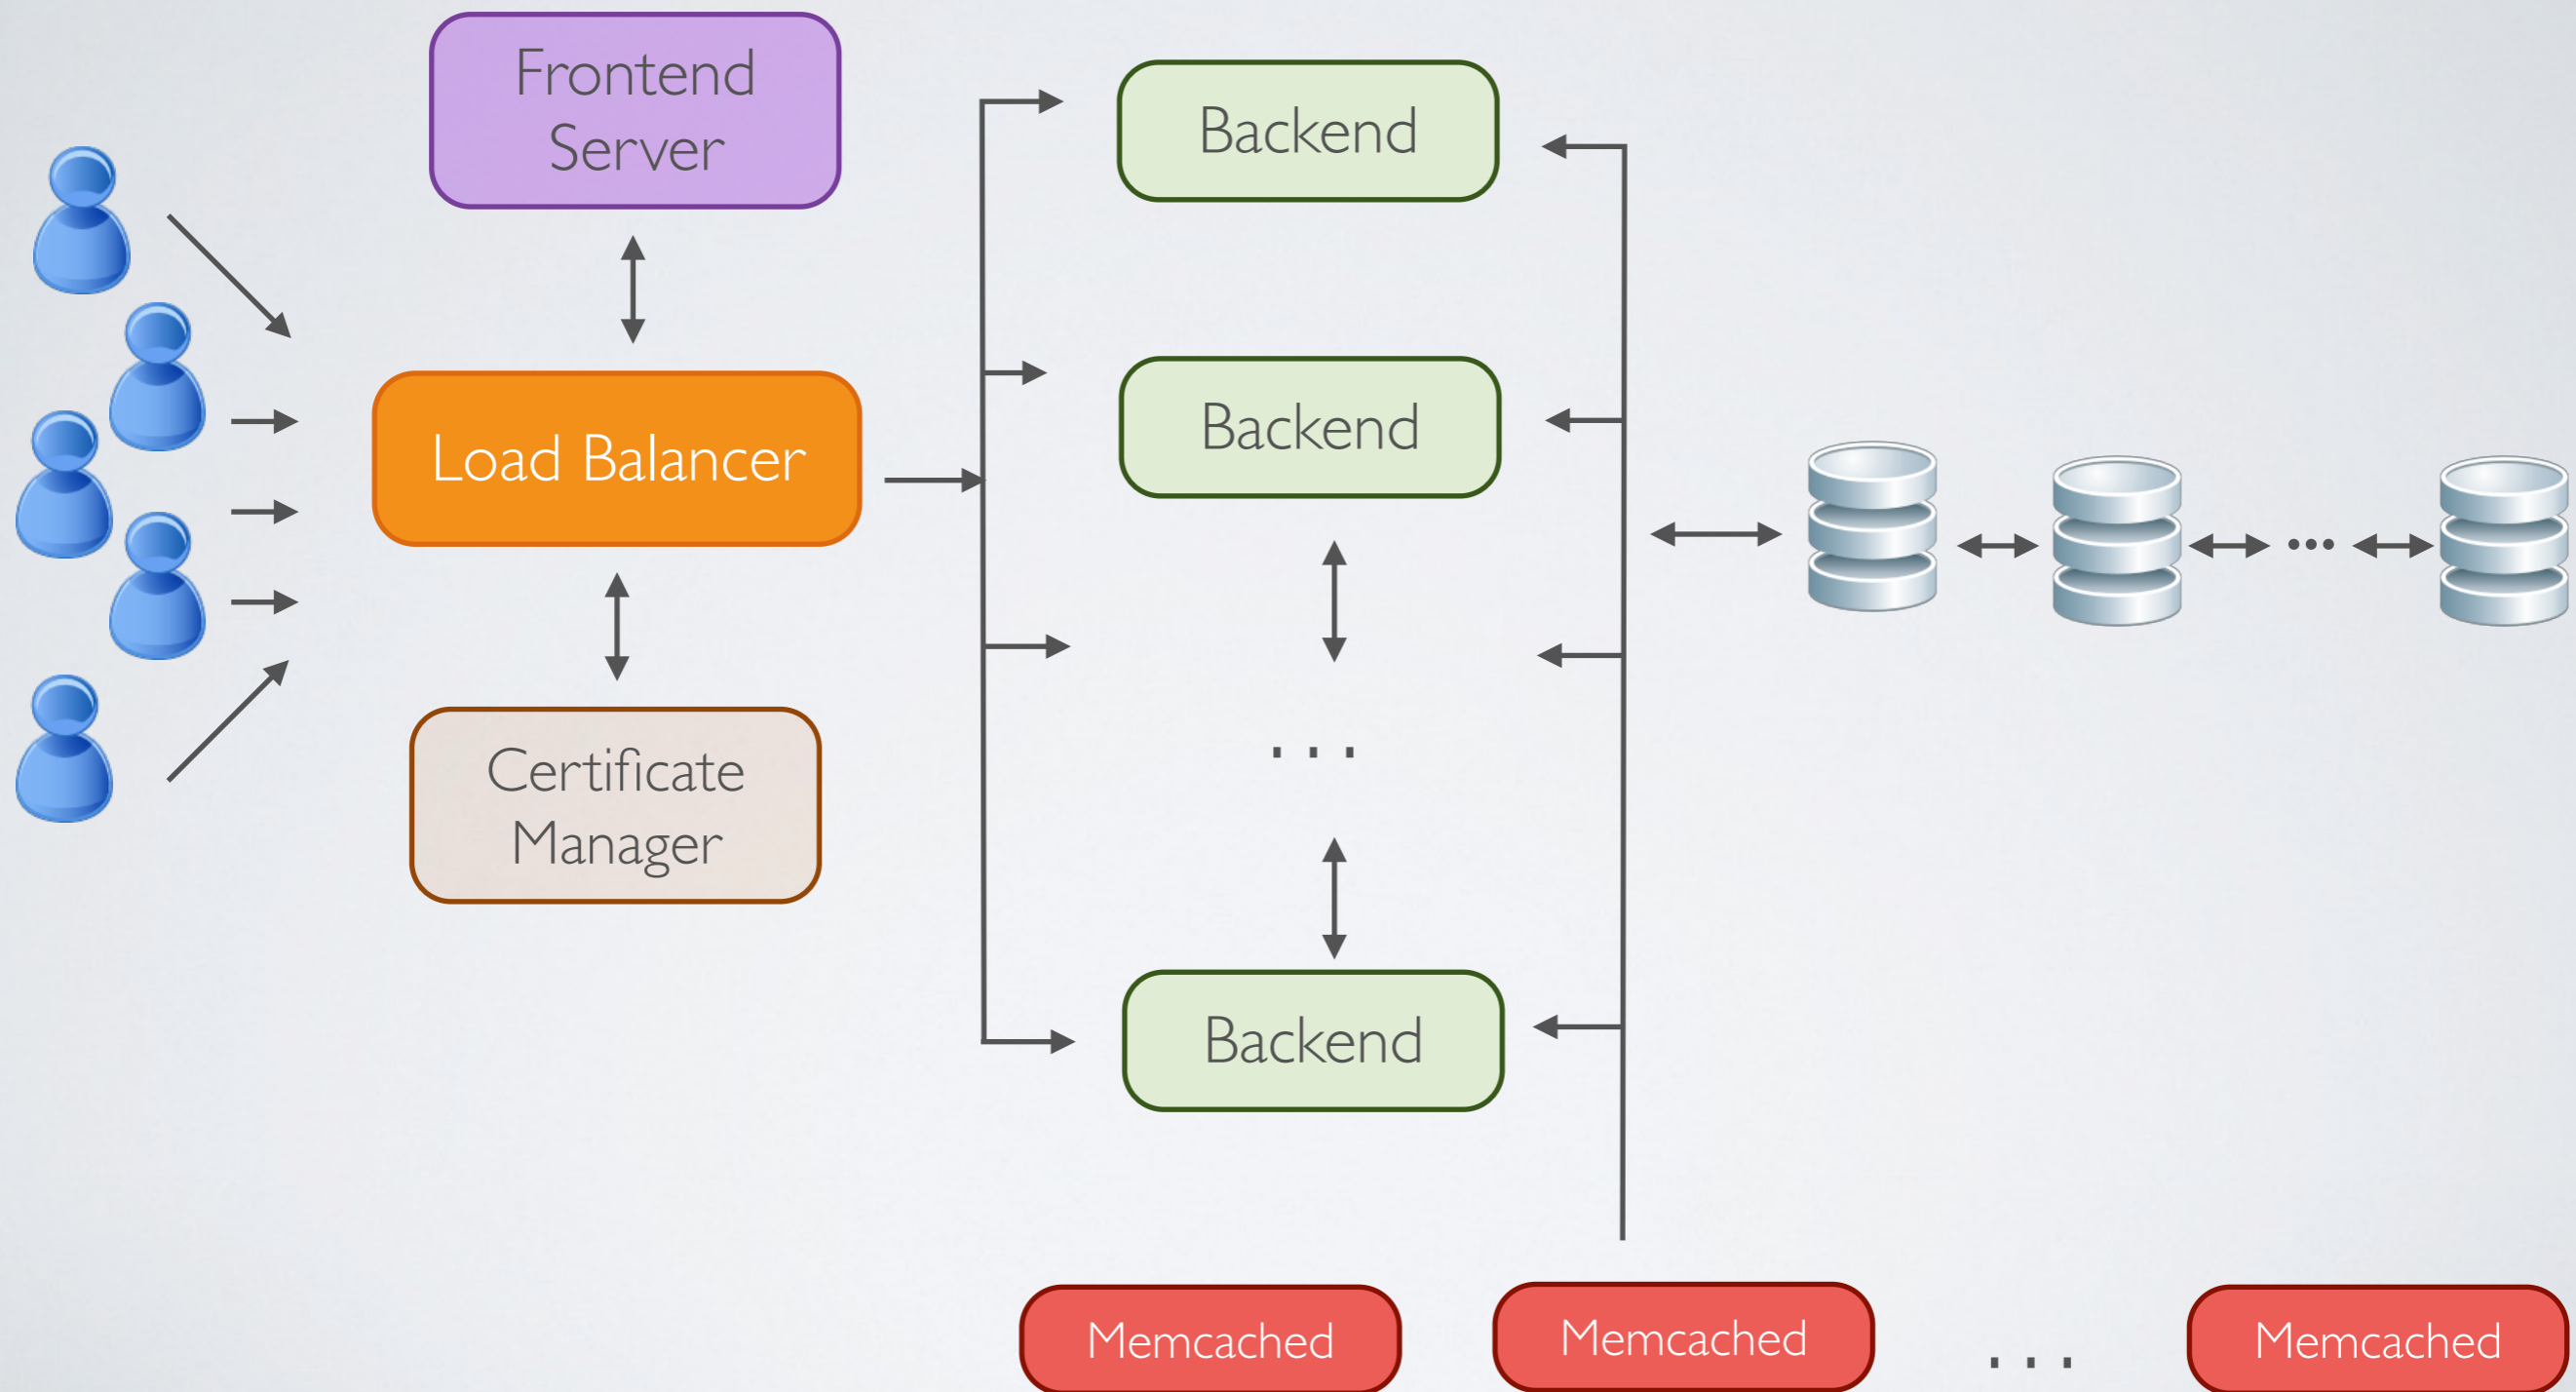 Frontend
Server
Load Balancer
Certificate
Manager
Backend
Backend
...
Backend
...
Memcached
Memcached
...
Memcached